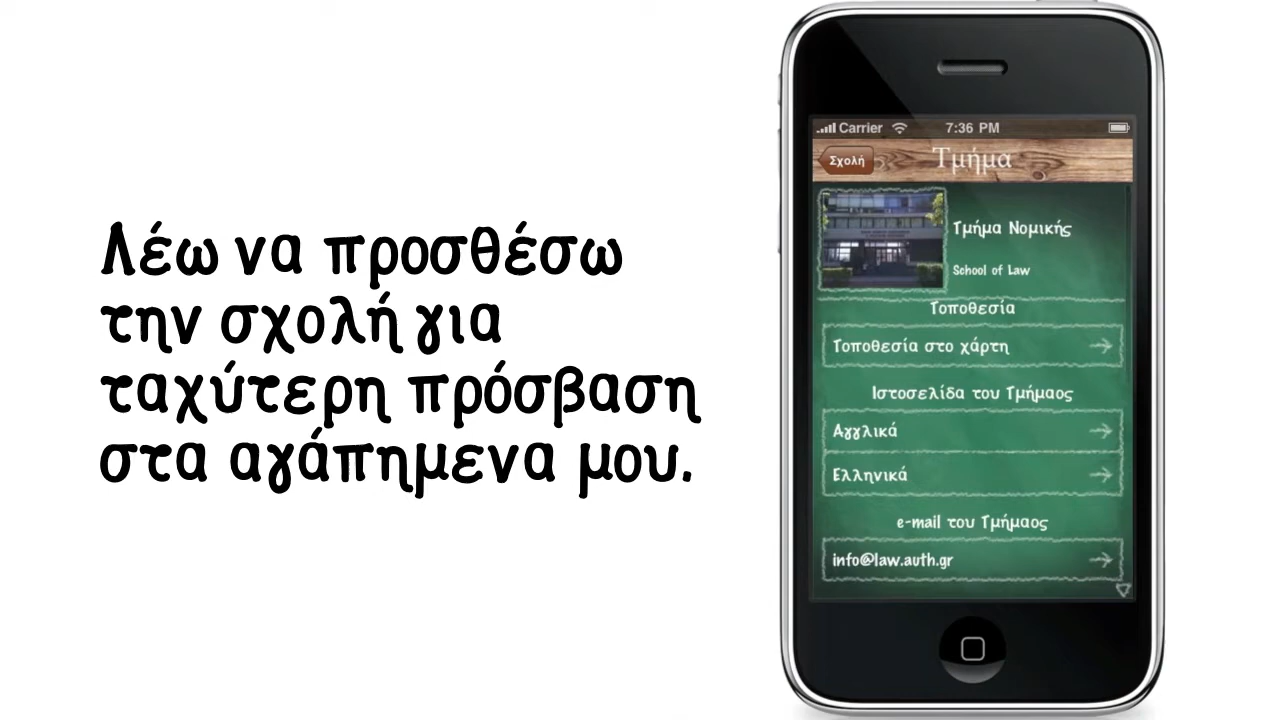 Λέω να προσθέσω
την σχολή για
ταχύτερη πρόσβαση
στα αγάπημενα μου.
Carrier 7:36 PM
Σχολή Τμήμα
Τμήμα Νομικής
School of Law
Τοποθεσία
Τοποθεσία στο χάρτη
Ιστοσελίδα του Τμήμαος
Αγγλικά
Ελληνικά
e-mail του Τμήμαος
info@law.auth.gr